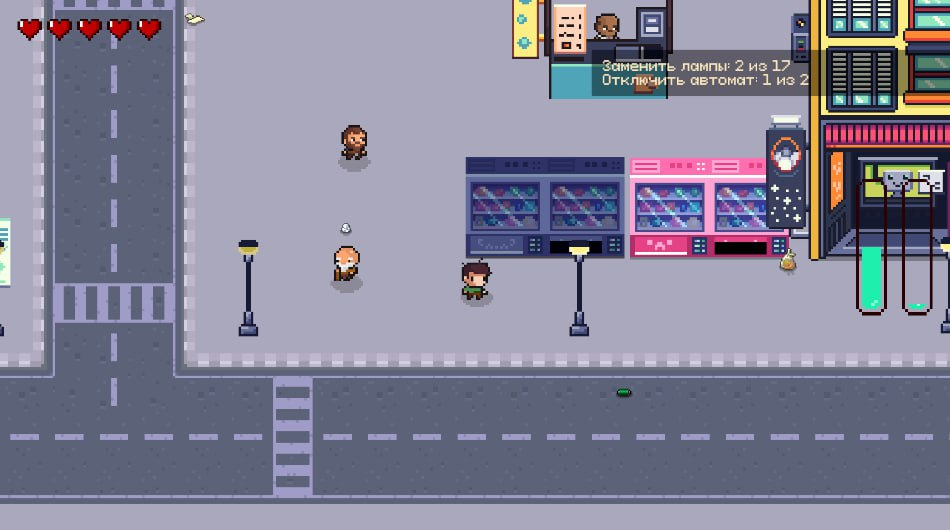 Заменить лампы: 2 из 17
Отключить автомат: 1 из 2